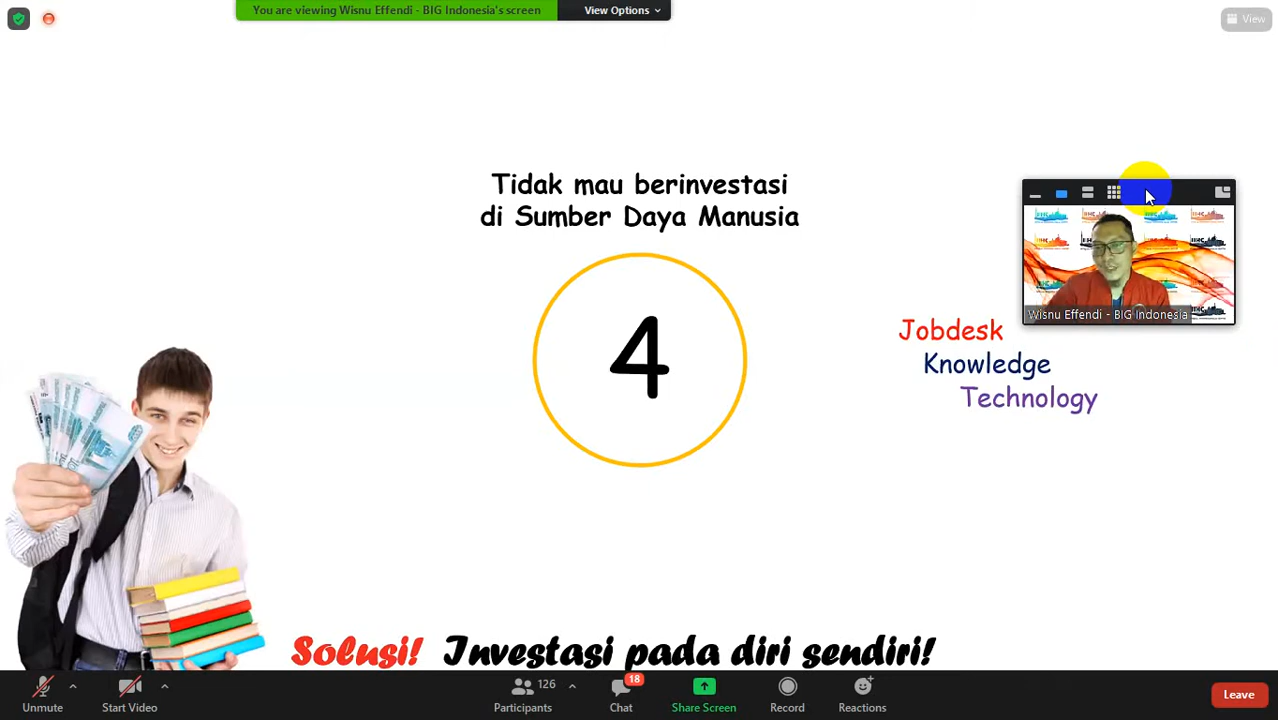 You are viewing Wisnu Effendi - BIG Indonesia's screen
View Options
View
Tidak mau berinvestasi
di Sumber Daya Manusia
4
Wisnu Effendi - BIG Indonesia
Jobdesk
Knowledge
Technology
Solusi! Investasi pada diri sendiri!
Unmute
Start Video
126
Participants
18
Chat
Share Screen
Record
Reactions
Leave